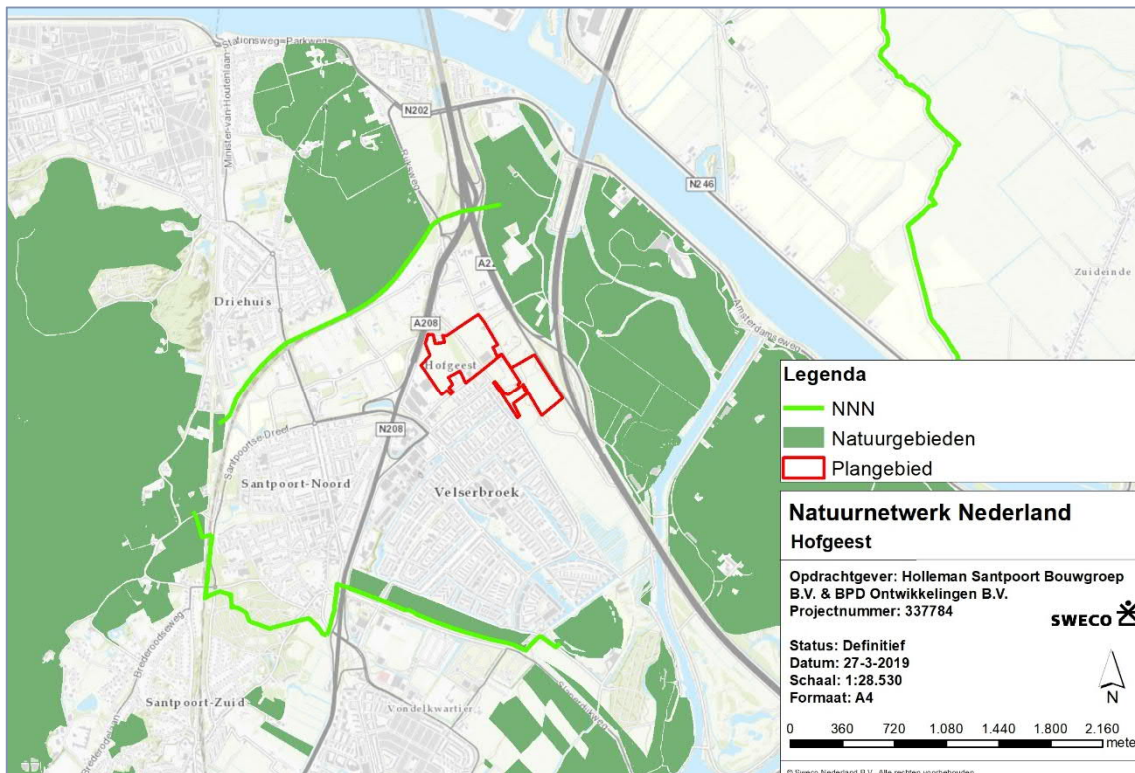 Stationsweg-Parkweg
Minister-van-Houtenlaan
N202
Rijksweg
N246
Zuideinde
A22
Amsterdamseweg
Driehuis
A208
Hofgeest
Santpoortse-Dreef
N208
Santpoort-Noord
Velserbroek
Brederodseweg
Santpoort-Zuid
Vondelkwartier
Legenda
NNN
Natuurgebieden
Plangebied
Natuurnetwerk Nederland
Hofgeest
Opdrachtgever: Holleman Santpoort Bouwgroep
B.V. & BPD Ontwikkelingen B.V.
Projectnummer: 337784
SWECO
Status: Definitief
Datum: 27-3-2019
Schaal: 1:28.530
Formaat: A4
N
0 360 720 1.080 1.440 1.800 2.160
mete
© Sweco Nederland B.V. Alle rechten voorbehouden